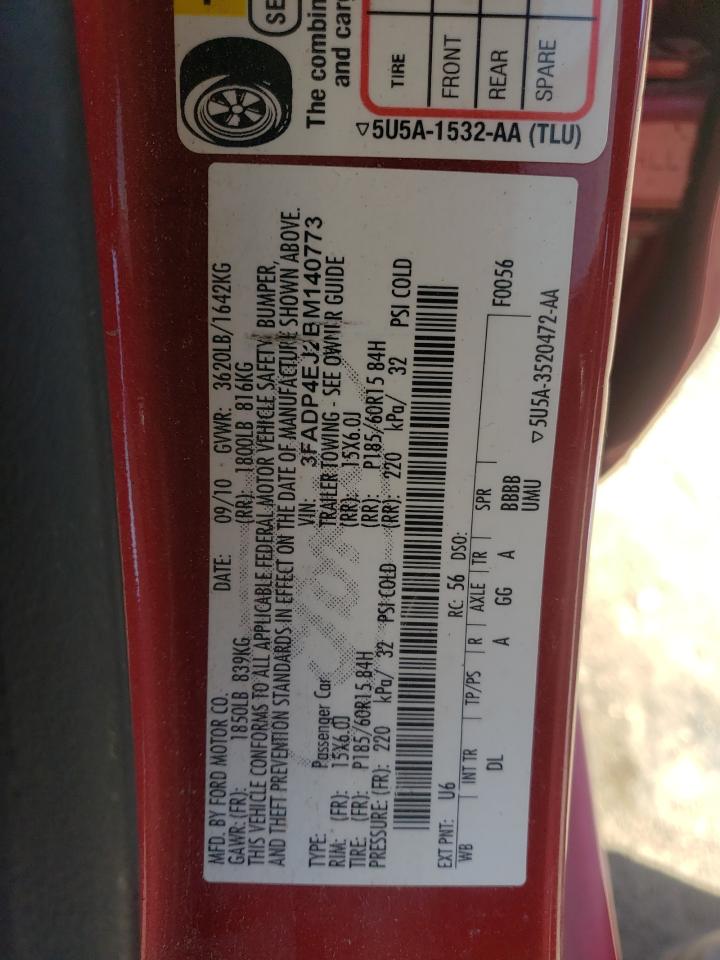 MFD. BY FORD MOTOR CO.
DATE: 09/10 GVWR: 3620LB/1642KG
GAWR: (FR): 1850LB 839KG (RR): 1800LB 816KG
THIS VEHICLE CONFORMS TO ALL APPLICABLE FEDERAL MOTOR VEHICLE SAFETY, BUMPER,
AND THEFT PREVENTION STANDARDS IN EFFECT ON THE DATE OF MANUFACTURE SHOWN ABOVE.
VIN: 3FADP4EJ2BM140773
TYPE: Passenger Car TRAILER TOWING - SEE OWNER GUIDE
RIM: (FR): 15X6.0J (RR): 15X6.0J
TIRE: (FR): P185/60R15 84H (RR): P185/60R15 84H
PRESSURE: (FR): 220 kPa/ 32 PSI COLD (RR): 220 kPa/ 32 PSI COLD
EXT PNT: U6 RC: 56 DSO: F0056
WB INT TR TP/PS R AXLE TR SPR
DL A GG A BBBB
UMU
▽5U5A-3520472-AA
SE
The combin
and carg
TIRE
FRONT
REAR
SPARE
▽5U5A-1532-AA (TLU)